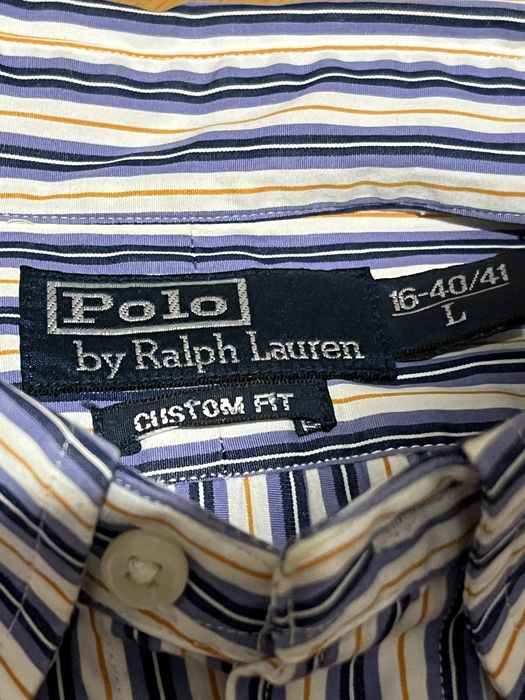 Polo
by Ralph Lauren
16-40/41
L
CUSTOM FIT